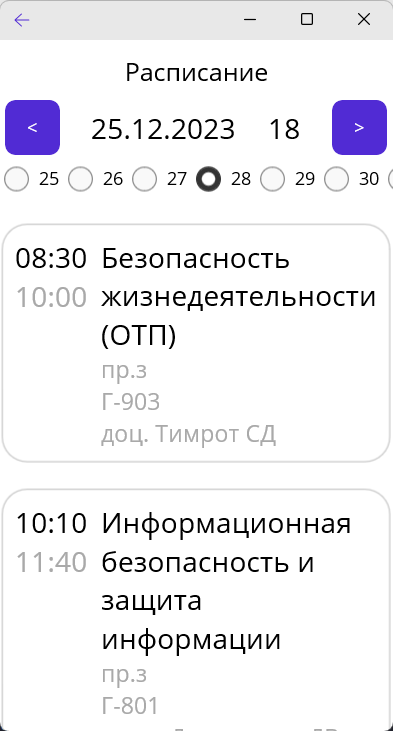 Расписание
< 25.12.2023 18 >
25 26 27 28 29 30
08:30 Безопасность
10:00 жизнедеятельности
(ОТП)
пр.з
Г-903
доц. Тимрот СД
10:10 Информационная
11:40 безопасность и
защита
информации
пр.з
Г-801